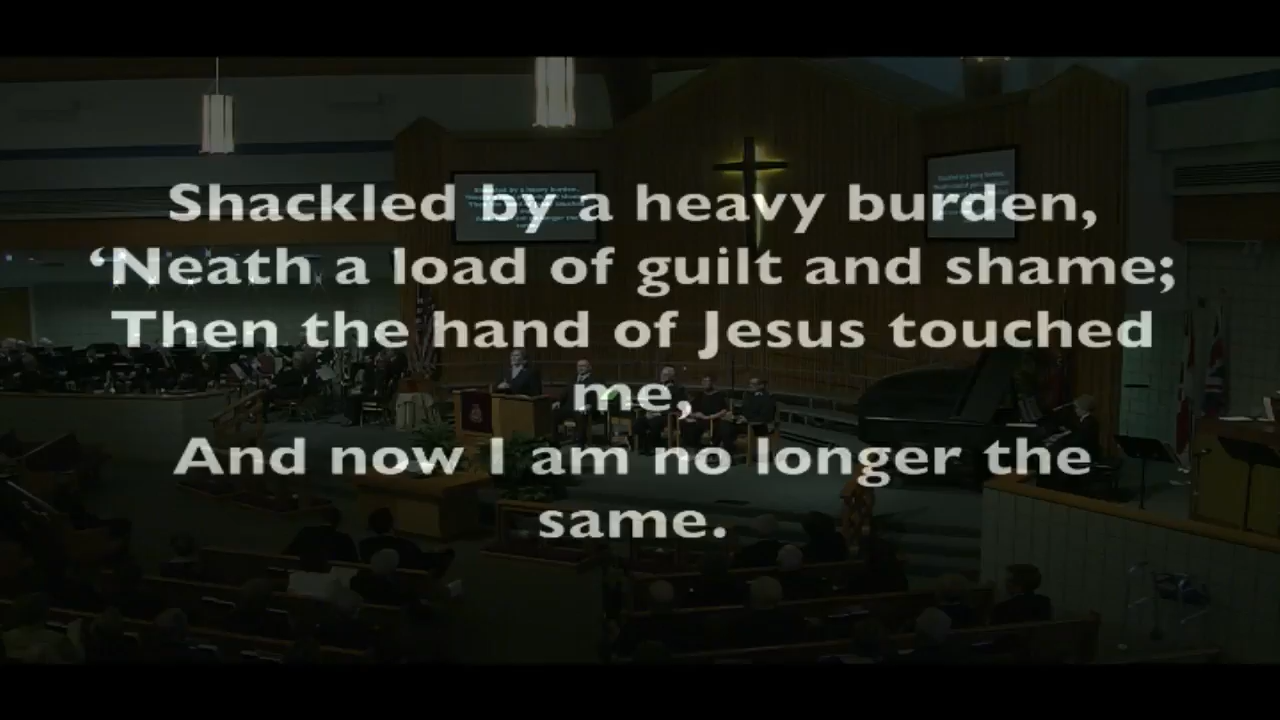 Shackled by a heavy burden,
‘Neath a load of guilt and shame;
Then the hand of Jesus touched
me,
And now I am no longer the
same.